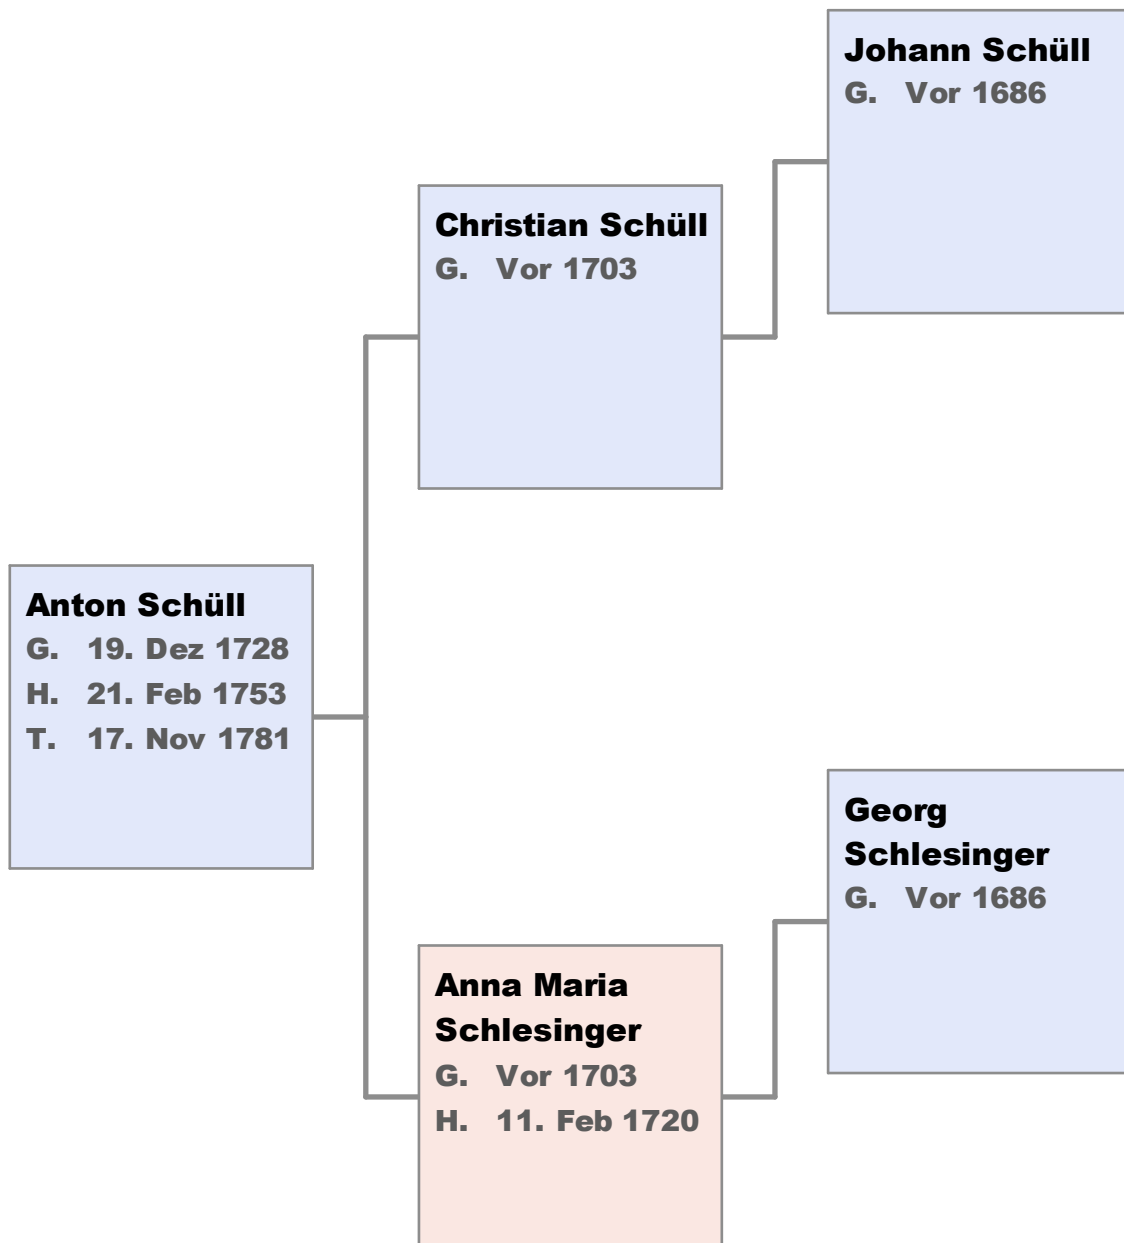 Johann Schüll
G. Vor 1686
Christian Schüll
G. Vor 1703
Anton Schüll
G. 19. Dez 1728
H. 21. Feb 1753
T. 17. Nov 1781
Georg
Schlesinger
G. Vor 1686
Anna Maria
Schlesinger
G. Vor 1703
H. 11. Feb 1720